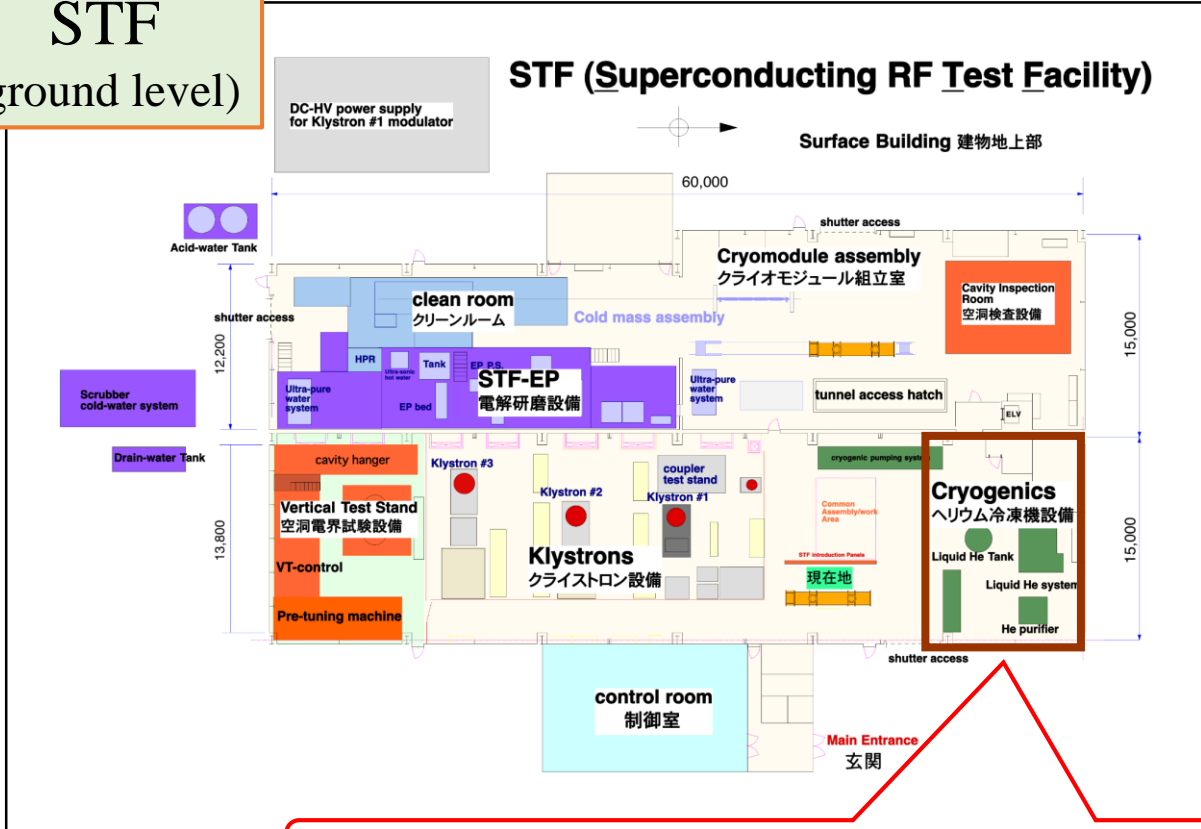 STF
ground level)
STF (Superconducting RF Test Facility)
DC-HV power supply
for Klystron #1 modulator
Surface Building 建物地上部
60,000
Acid-water Tank
shutter access
Cryomodule assembly
クライオモジュール組立室
Cavity Inspection
Room
空洞検査設備
clean room
クリーンルーム
shutter access
Cold mass assembly
12,200
15,000
HPR
Ultra-sonic
hot water
Tank
EP P.S.
STF-EP
電解研磨設備
Ultra-pure
water
system
EP bed
Ultra-pure
water
system
tunnel access hatch
ELV
Scrubber
cold-water system
Drain-water Tank
cavity hanger
Klystron #3
coupler
test stand
cryogenic pumping system
Klystron #2
Klystron #1
Cryogenics
ヘリウム冷凍機設備
Vertical Test Stand
空洞電界試験設備
Common
Assembly/work
Area
13,800
15,000
Klystrons
クライストロン設備
STF Introduction Panels
Liquid He Tank
VT-control
現在地
Liquid He system
Pre-tuning machine
He purifier
shutter access
control room
制御室
Main Entrance
玄関